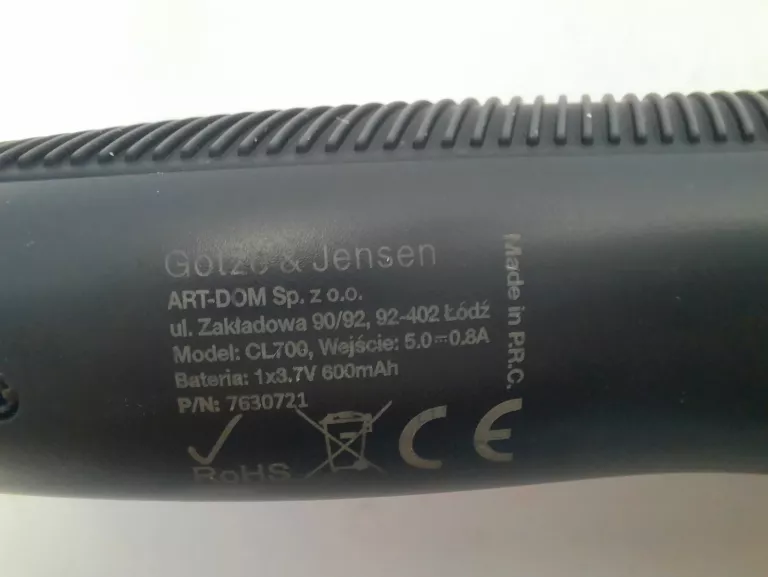 Götze & Jensen
ART-DOM Sp. z o.o.
ul. Zakładowa 90/92, 92-402 Łódź
Model: CL700, Wejście: 5.0⎓0.8A
Bateria: 1x3.7V 600mAh
P/N: 7630721
RoHS
CE
Made in P.R.C.